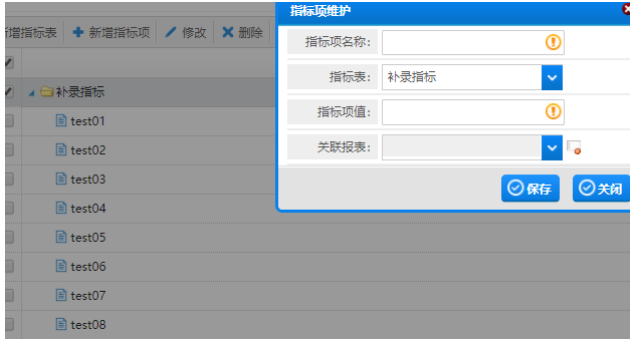 指标项维护
新增指标表 新增指标项 修改 删除
指标项名称:
指标表: 补录指标
指标项值:
关联报表:
保存 关闭
补录指标
test01
test02
test03
test04
test05
test06
test07
test08